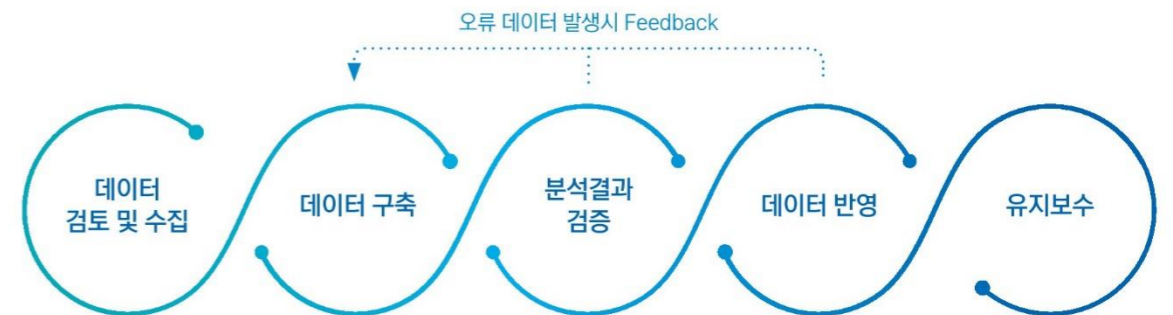 오류 데이터 발생시 Feedback
데이터
검토 및 수집
데이터 구축
분석결과
검증
데이터 반영
유지보수